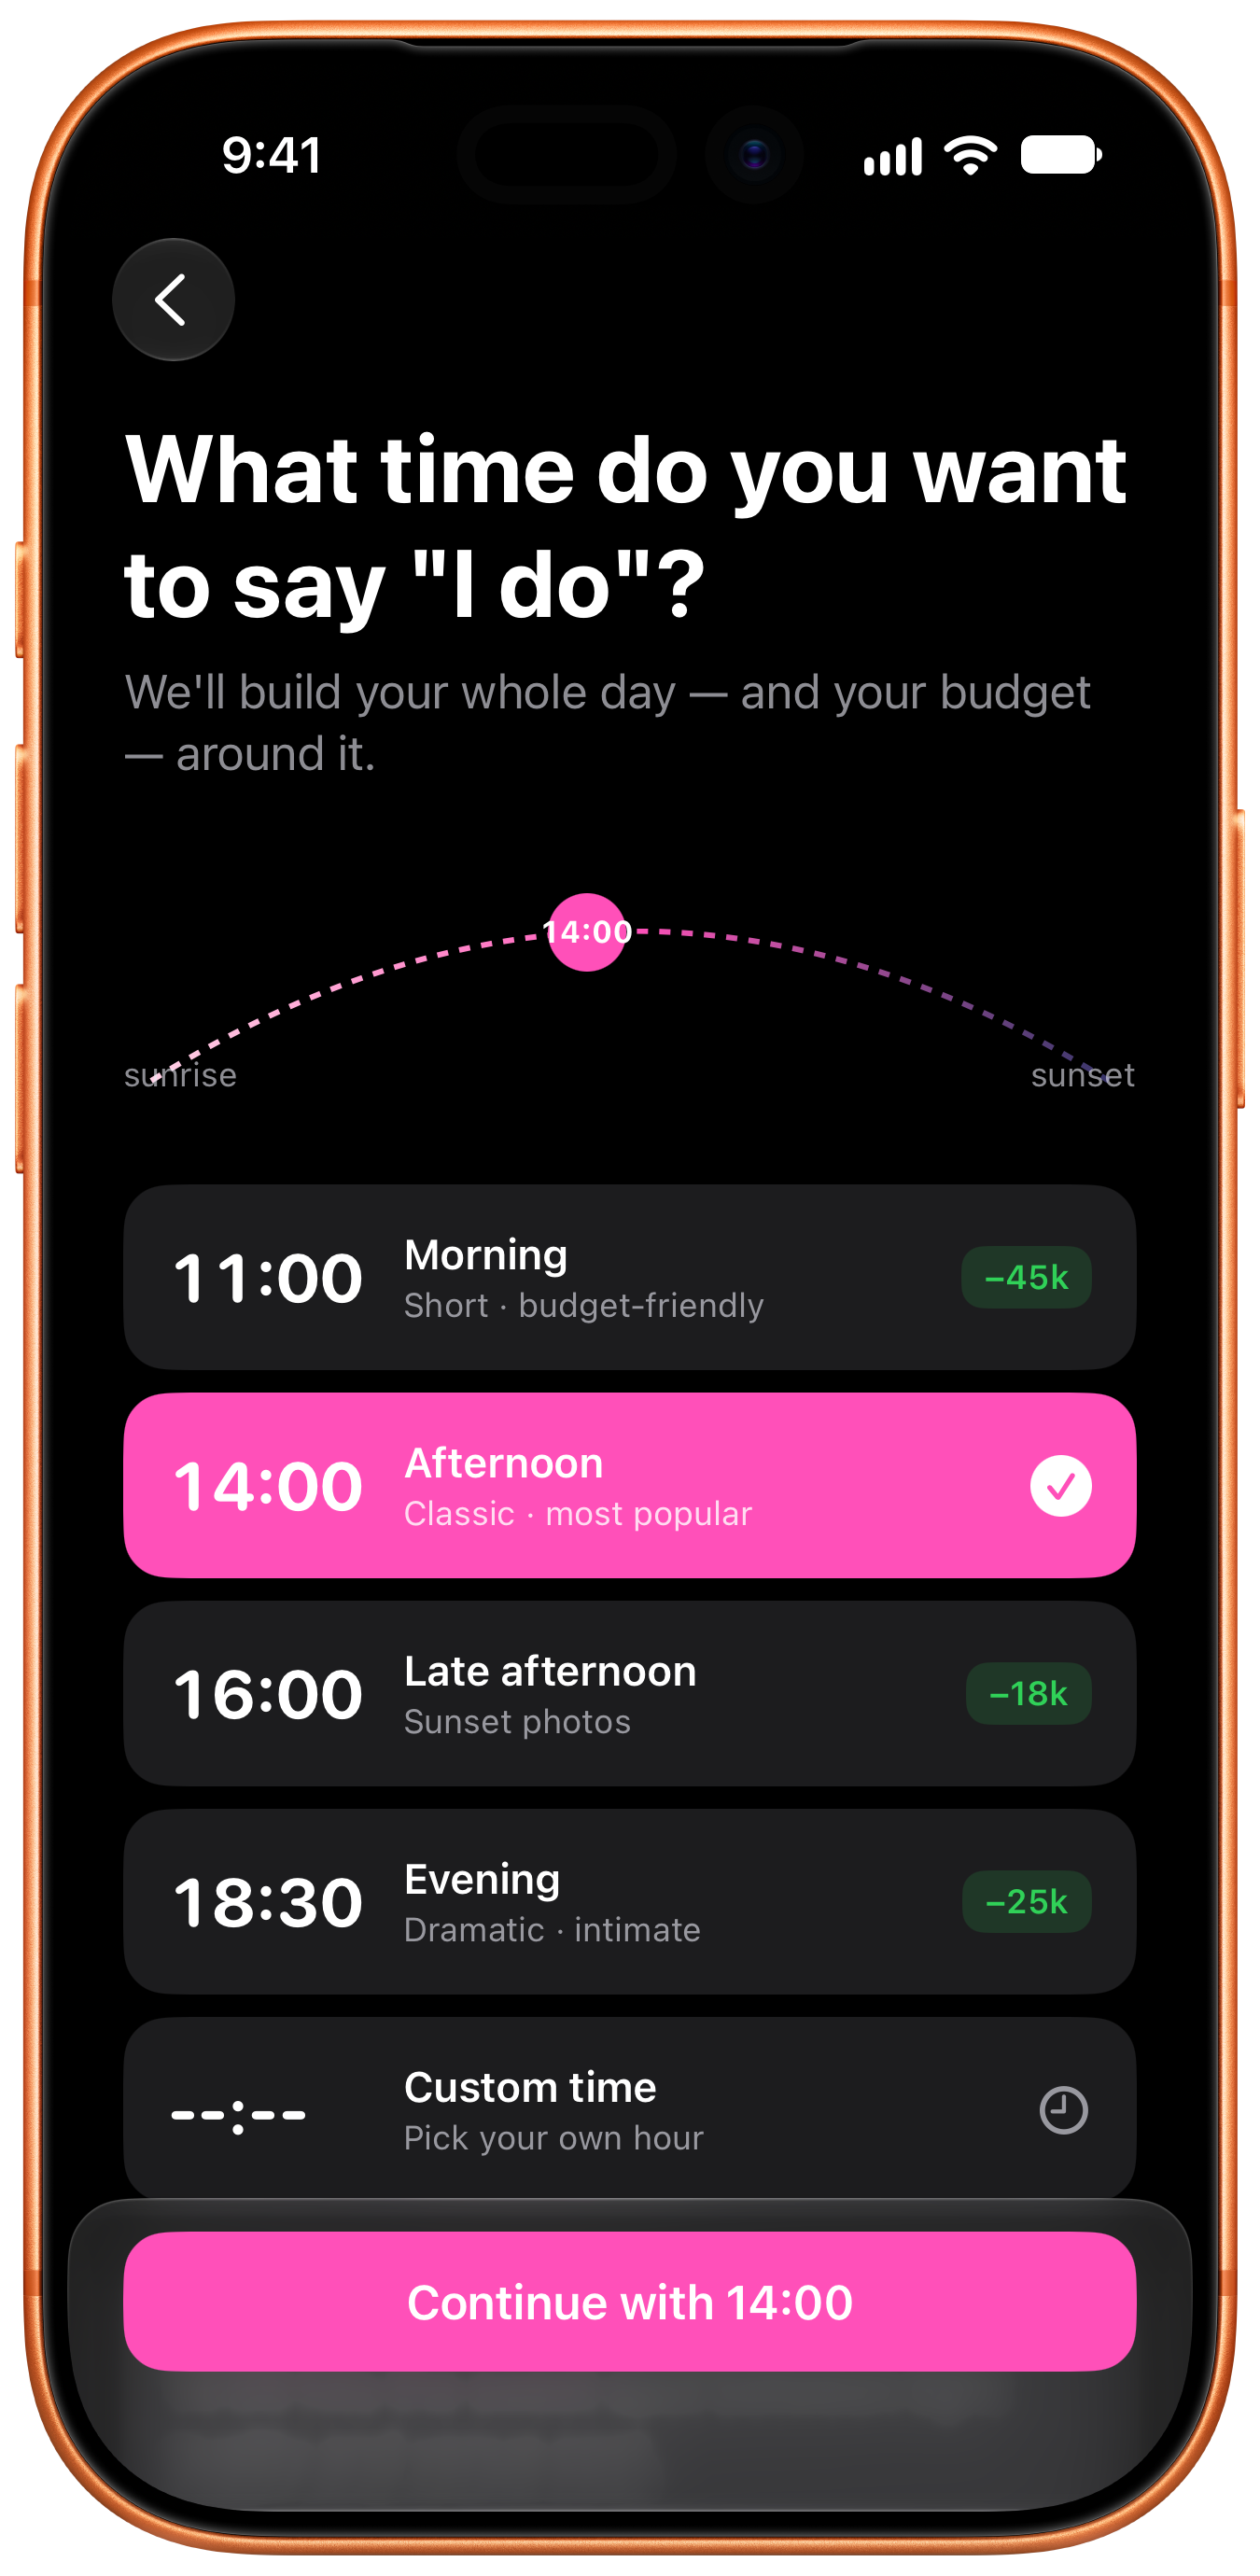 9:41
What time do you want
to say "I do"?
We'll build your whole day — and your budget
— around it.
14:00
sunrise
sunset
11:00
Morning
Short · budget-friendly
–45k
14:00
Afternoon
Classic · most popular
16:00
Late afternoon
Sunset photos
–18k
18:30
Evening
Dramatic · intimate
–25k
--:--
Custom time
Pick your own hour
Continue with 14:00